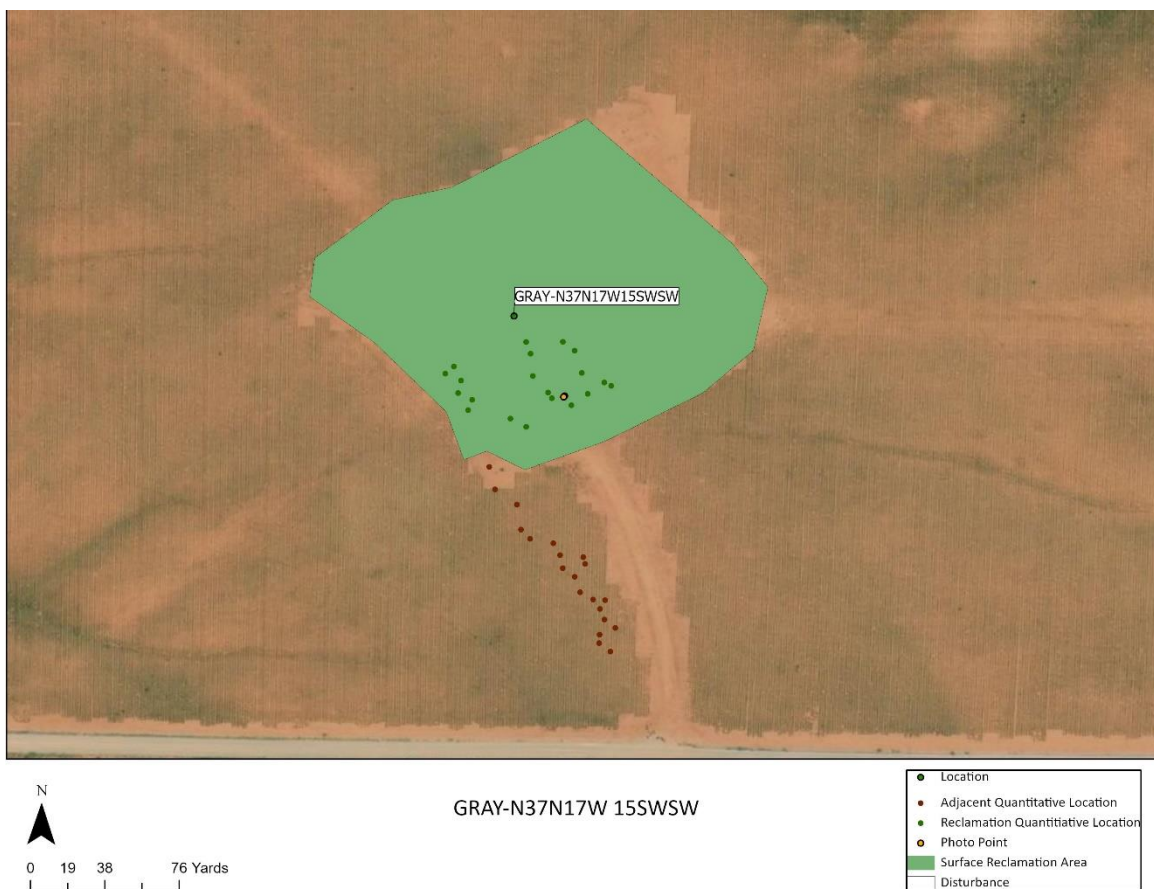 GRAY-N37N17W15SWSW
N
GRAY-N37N17W 15SWSW
0 19 38 76 Yards
Location
Adjacent Quantitative Location
Reclamation Quantitiative Location
Photo Point
Surface Reclamation Area
Disturbance